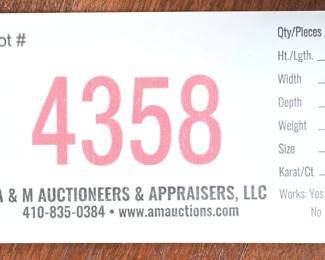 ot #
4358
A & M AUCTIONEERS & APPRAISERS, LLC
410-835-0384 • www.amauctions.com
Qty/Pieces
Ht./Lgth.
Width
Depth
Weight
Size
Karat/Ct
Works: Yes
No